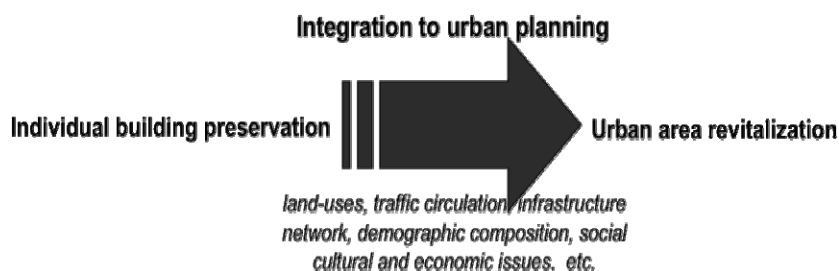 Integration to urban planning
Individual building preservation
Urban area revitalization
land-uses, traffic circulation, infrastructure
network, demographic composition, social
cultural and economic issues, etc.